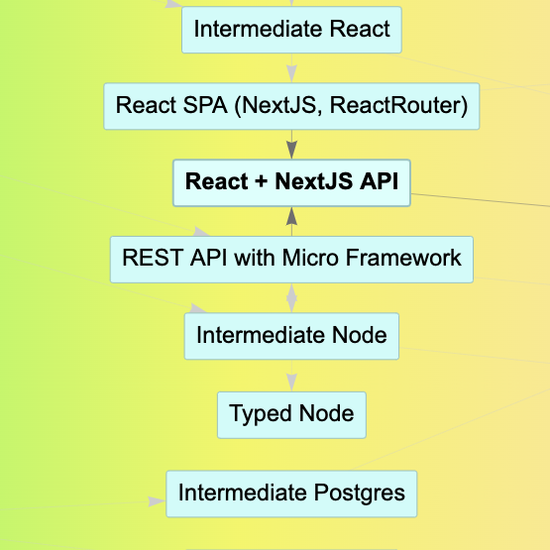 Intermediate React
React SPA (NextJS, ReactRouter)
React + NextJS API
REST API with Micro Framework
Intermediate Node
Typed Node
Intermediate Postgres